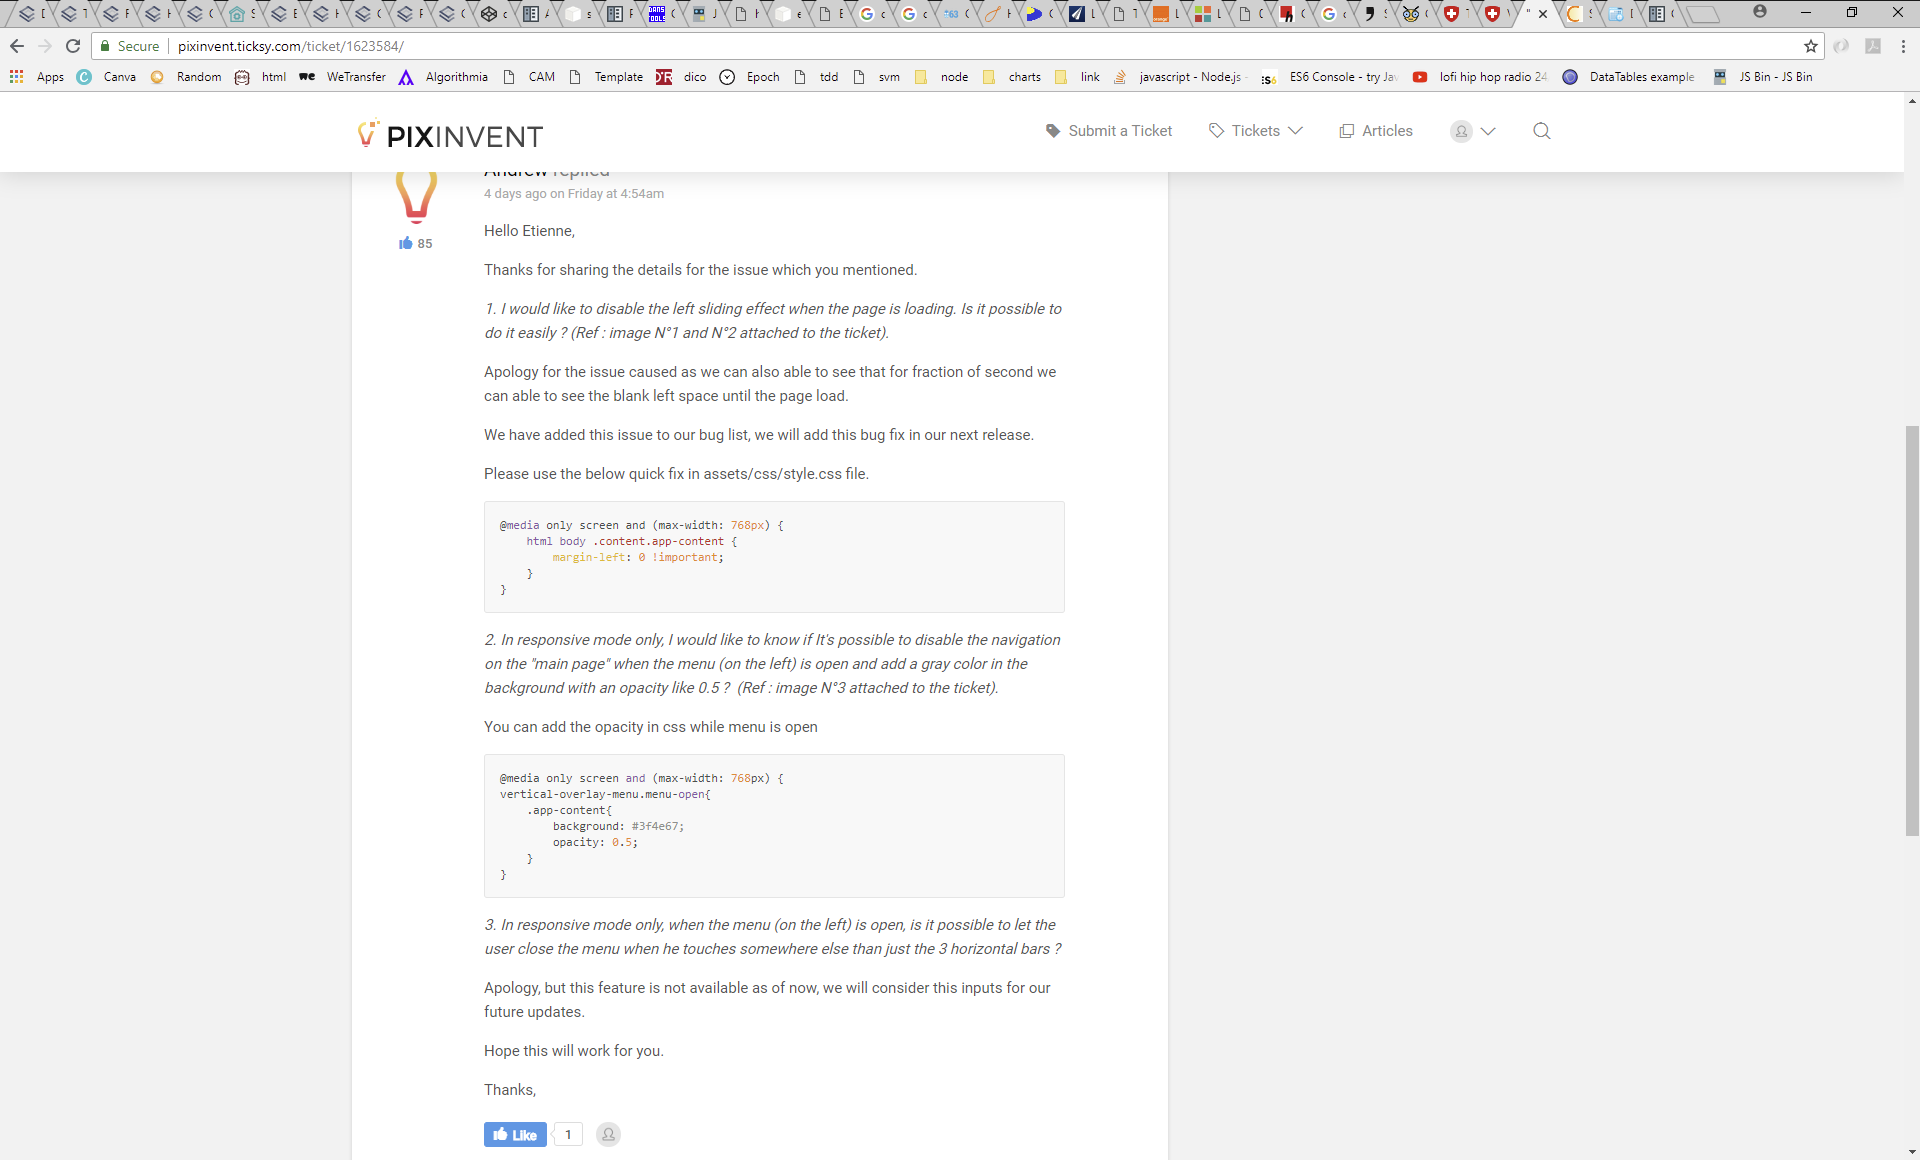 Secure
pixinvent.ticksy.com/ticket/1623584/
Apps Canva Random html WeTransfer Algorithmia CAM Template dico Epoch tdd svm node charts link javascript - Node.js ES6 Console - try Jav lofi hip hop radio 24 DataTables example JS Bin - JS Bin
PIXINVENT
Submit a Ticket Tickets Articles
Andrew replied
4 days ago on Friday at 4:54am
85
Hello Etienne,
Thanks for sharing the details for the issue which you mentioned.
1. I would like to disable the left sliding effect when the page is loading. Is it possible to
do it easily ? (Ref : image N°1 and N°2 attached to the ticket).
Apology for the issue caused as we can also able to see that for fraction of second we
can able to see the blank left space until the page load.
We have added this issue to our bug list, we will add this bug fix in our next release.
Please use the below quick fix in assets/css/style.css file.
@media only screen and (max-width: 768px) {
html body .content.app-content {
margin-left: 0 !important;
}
}
2. In responsive mode only, I would like to know if It's possible to disable the navigation
on the "main page" when the menu (on the left) is open and add a gray color in the
background with an opacity like 0.5 ? (Ref : image N°3 attached to the ticket).
You can add the opacity in css while menu is open
@media only screen and (max-width: 768px) {
vertical-overlay-menu.menu-open{
.app-content{
background: #3f4e67;
opacity: 0.5;
}
}
3. In responsive mode only, when the menu (on the left) is open, is it possible to let the
user close the menu when he touches somewhere else than just the 3 horizontal bars ?
Apology, but this feature is not available as of now, we will consider this inputs for our
future updates.
Hope this will work for you.
Thanks,
Like 1